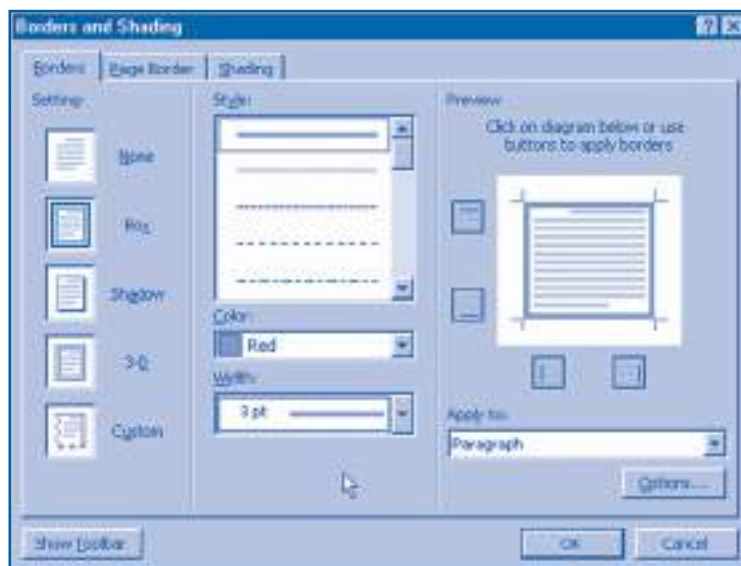 Borders and Shading
Borders
Page Border
Shading
Setting:
None
Box
Shadow
3-D
Custom
Style:
Color:
Red
Width:
3 pt
Preview
Click on diagram below or use
buttons to apply borders
Apply to:
Paragraph
Options...
Show Toolbar
OK
Cancel